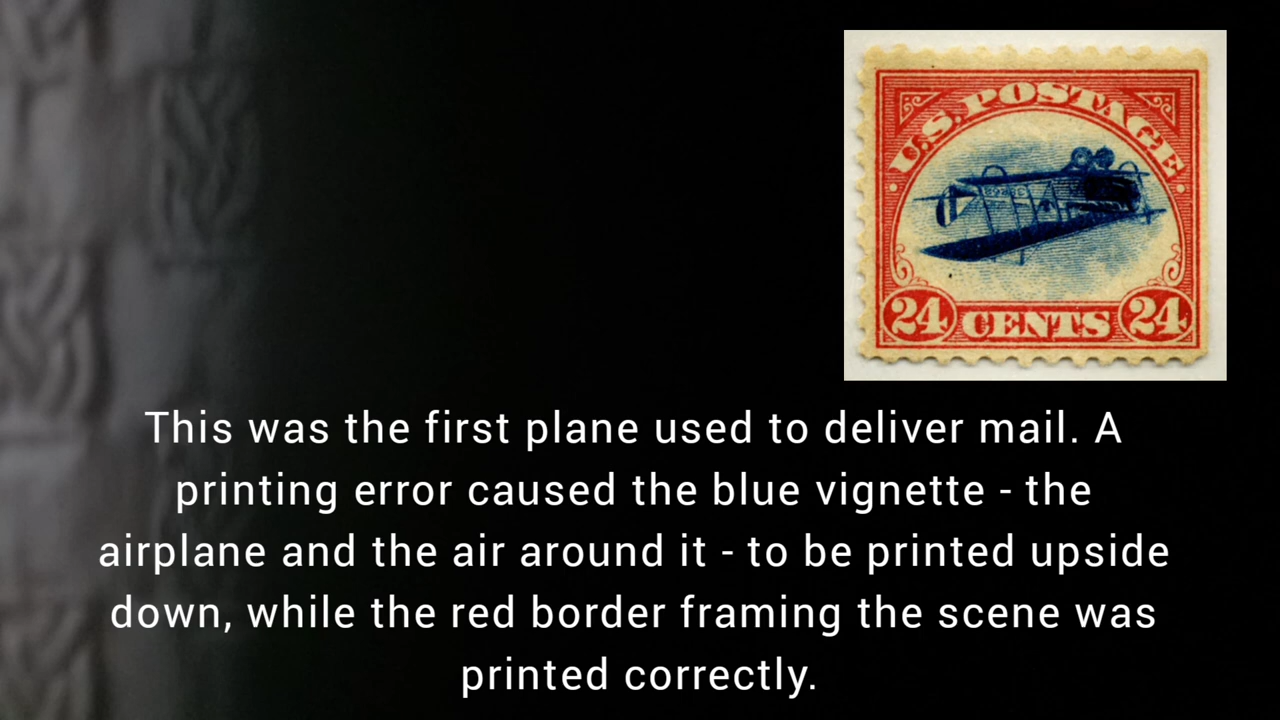 U.S. POSTAGE
24 CENTS 24
This was the first plane used to deliver mail. A
printing error caused the blue vignette - the
airplane and the air around it - to be printed upside
down, while the red border framing the scene was
printed correctly.